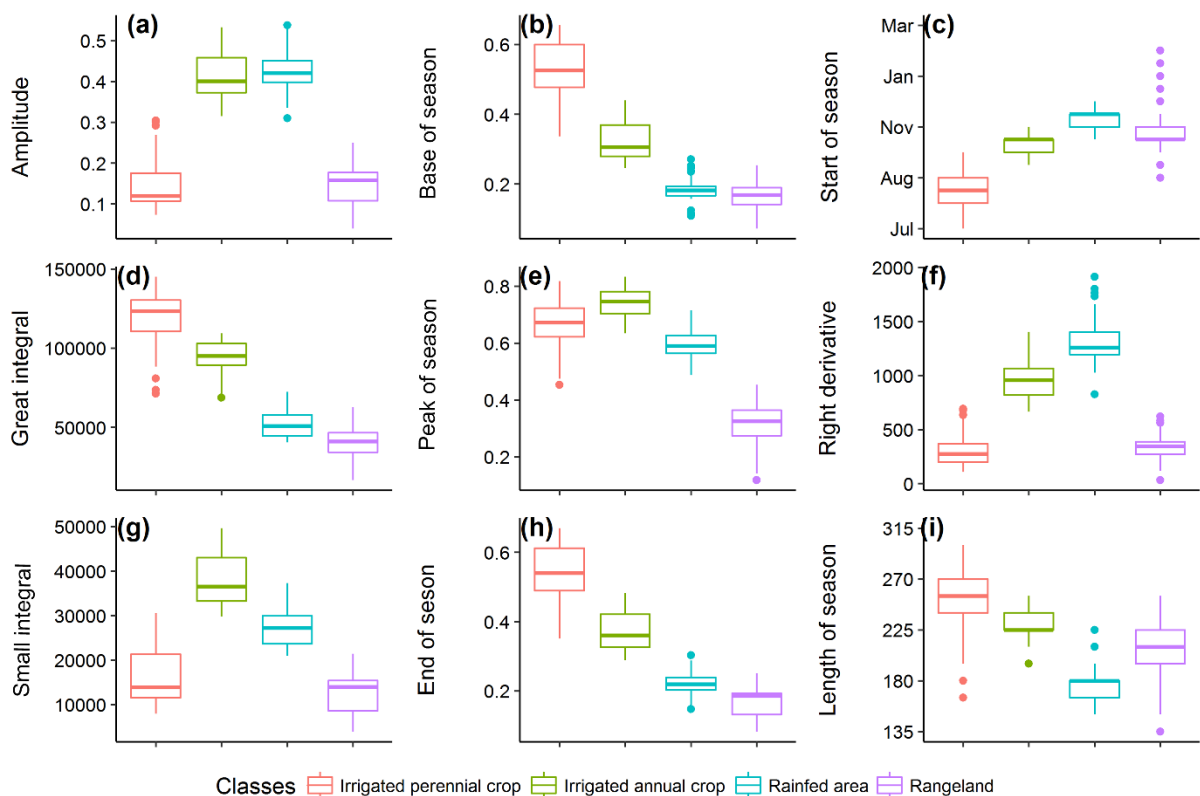 (a)
Amplitude
0.5
0.4
0.3
0.2
0.1
(b)
Base of season
0.6
0.4
0.2
(c)
Start of season
Mar
Jan
Nov
Aug
Jul
(d)
Great integral
150000
100000
50000
(e)
Peak of season
0.8
0.6
0.4
0.2
(f)
Right derivative
2000
1500
1000
500
0
(g)
Small integral
50000
40000
30000
20000
10000
(h)
End of seson
0.6
0.4
0.2
(i)
Length of season
315
270
225
180
135
Classes Irrigated perennial crop Irrigated annual crop Rainfed area Rangeland